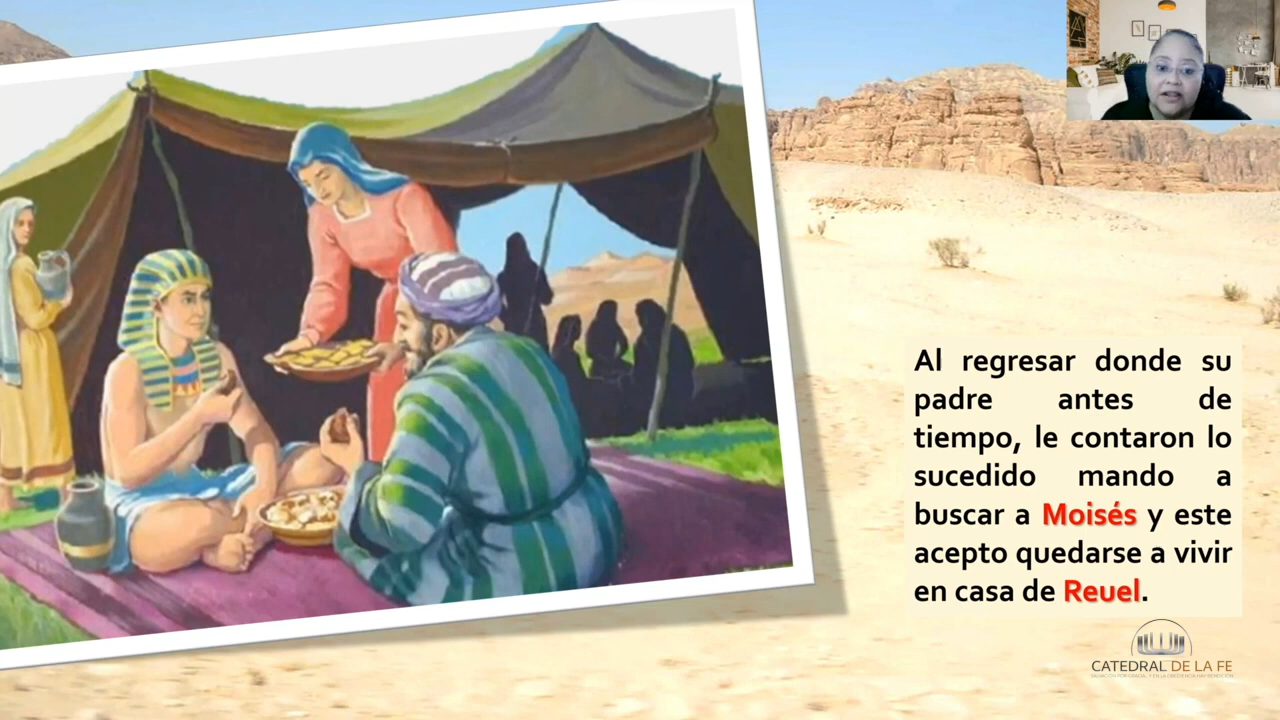 Al regresar donde su
padre antes de
tiempo, le contaron lo
sucedido mando a
buscar a Moisés y este
acepto quedarse a vivir
en casa de Reuel.
CATEDRAL DE LA FE